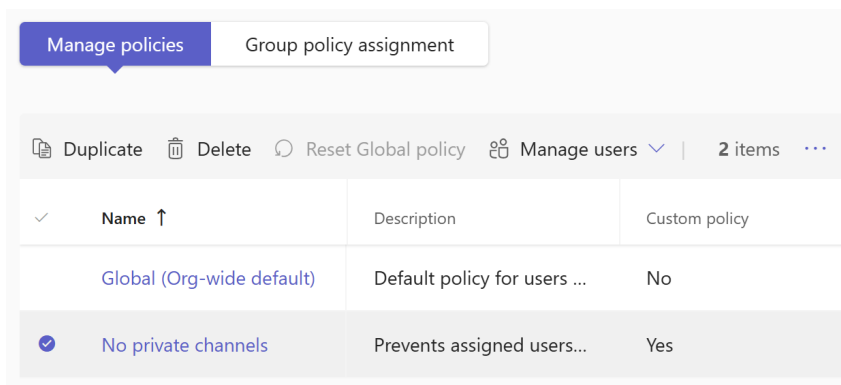 Manage policies Group policy assignment
Duplicate Delete Reset Global policy Manage users | 2 items ...
Name ↑ Description Custom policy
Global (Org-wide default) Default policy for users ... No
No private channels Prevents assigned users... Yes